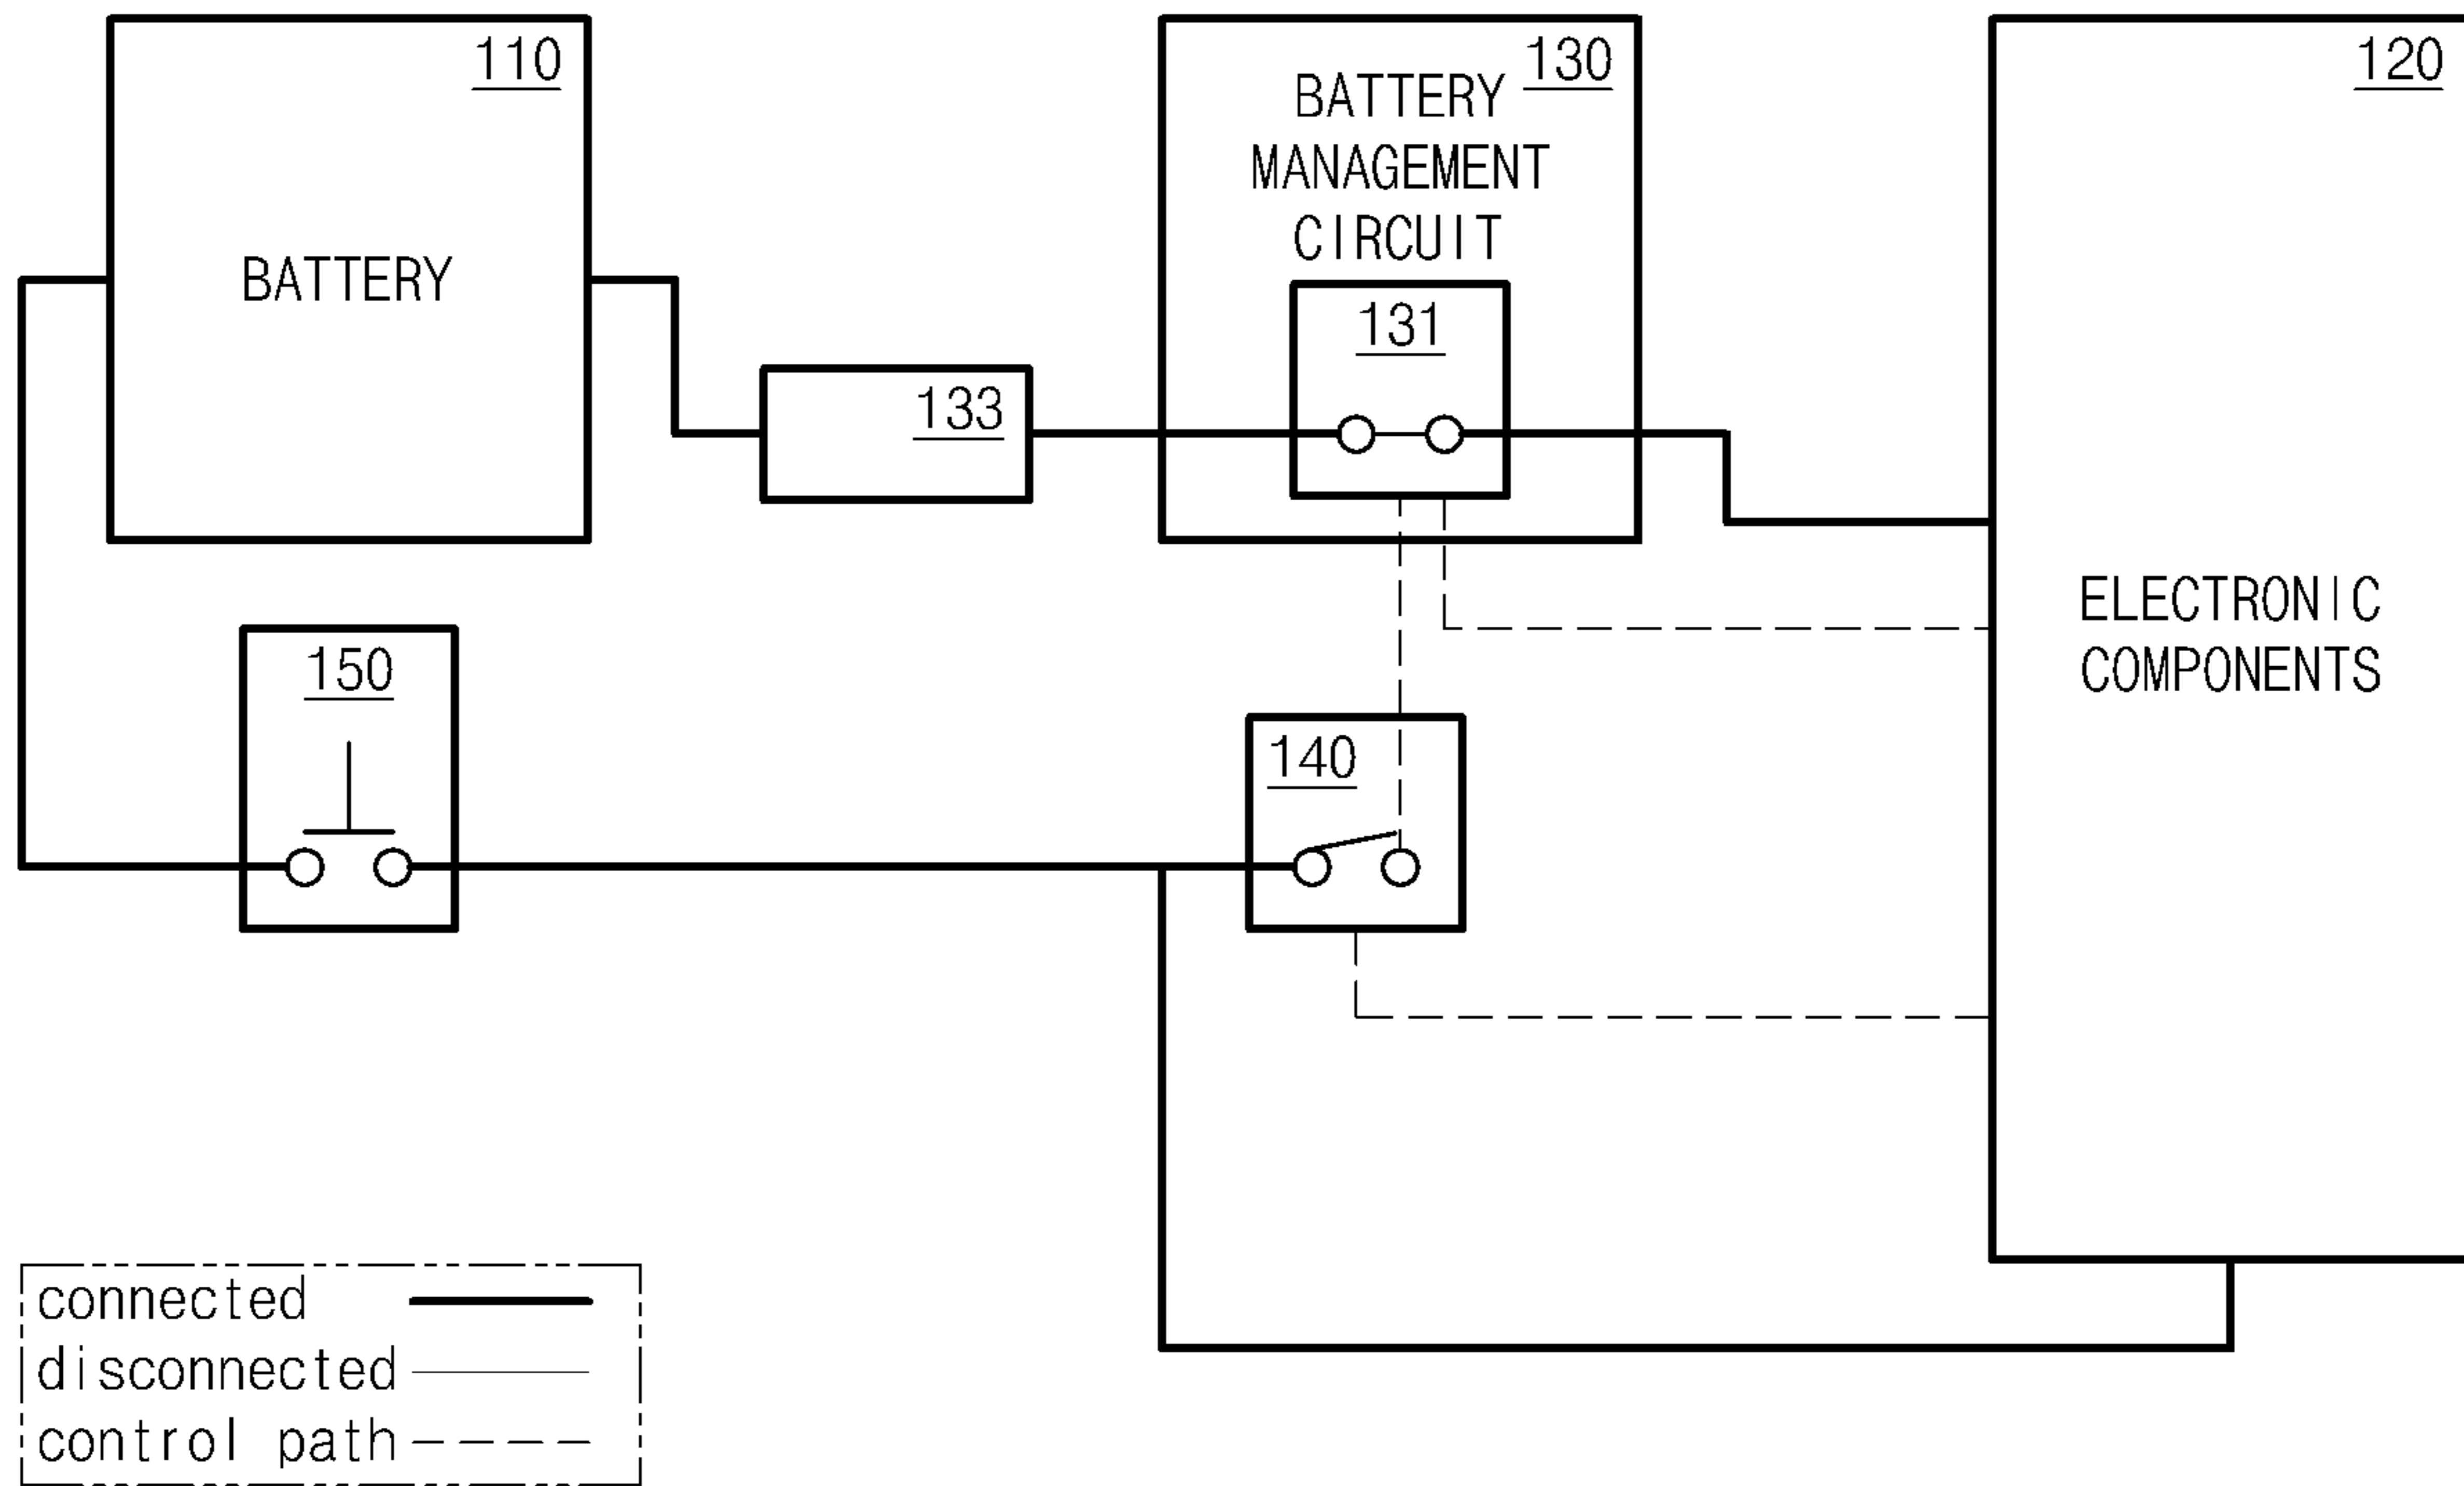 110
BATTERY
130
BATTERY
MANAGEMENT
CIRCUIT
131
133
120
ELECTRONIC
COMPONENTS
150
140
connected
disconnected
control path